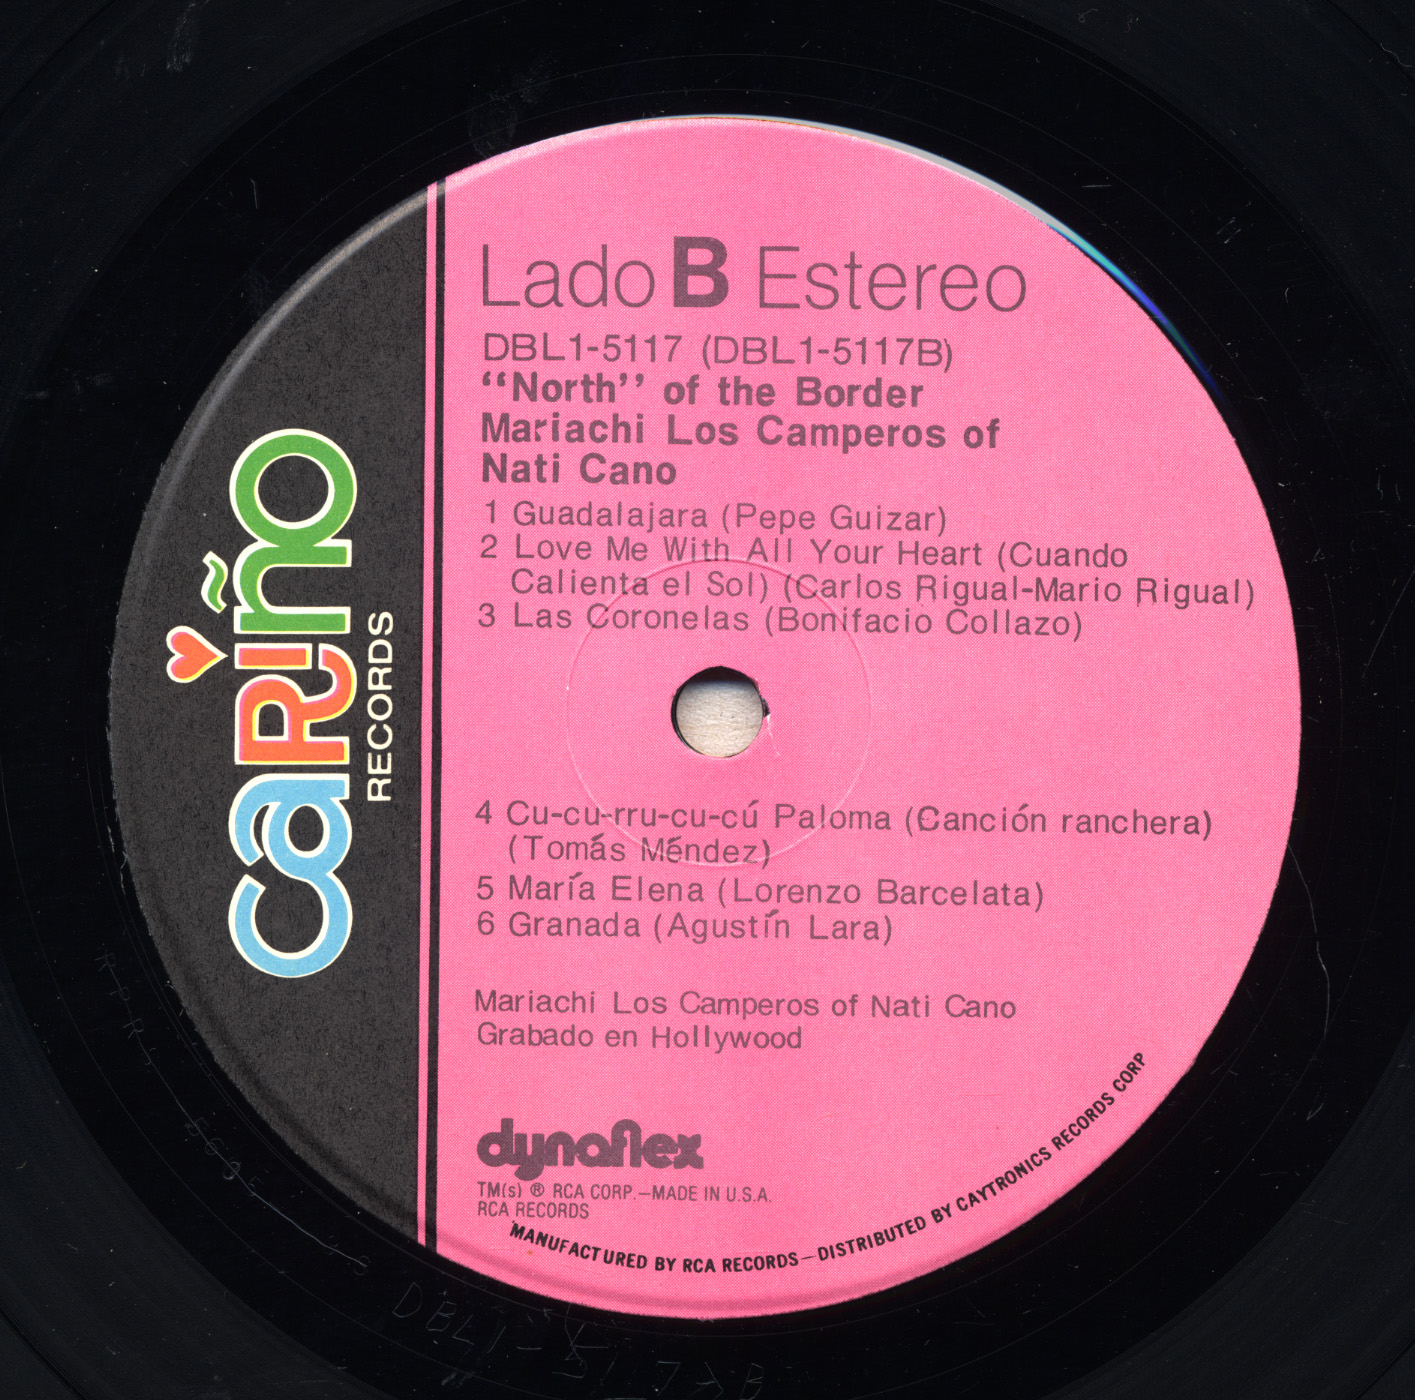 CARIÑO
RECORDS
Lado B Estereo
DBL1-5117 (DBL1-5117B)
“North” of the Border
Mariachi Los Camperos of
Nati Cano
1 Guadalajara (Pepe Guizar)
2 Love Me With All Your Heart (Cuando
Calienta el Sol) (Carlos Rigual-Mario Rigual)
3 Las Coronelas (Bonifacio Collazo)
4 Cu-cu-rru-cu-cú Paloma (Canción ranchera)
(Tomás Méndez)
5 María Elena (Lorenzo Barcelata)
6 Granada (Agustín Lara)
Mariachi Los Camperos of Nati Cano
Grabado en Hollywood
dynaflex
TM(s) ® RCA CORP.—MADE IN U.S.A.
RCA RECORDS
MANUFACTURED BY RCA RECORDS—DISTRIBUTED BY CAYTRONICS RECORDS CORP